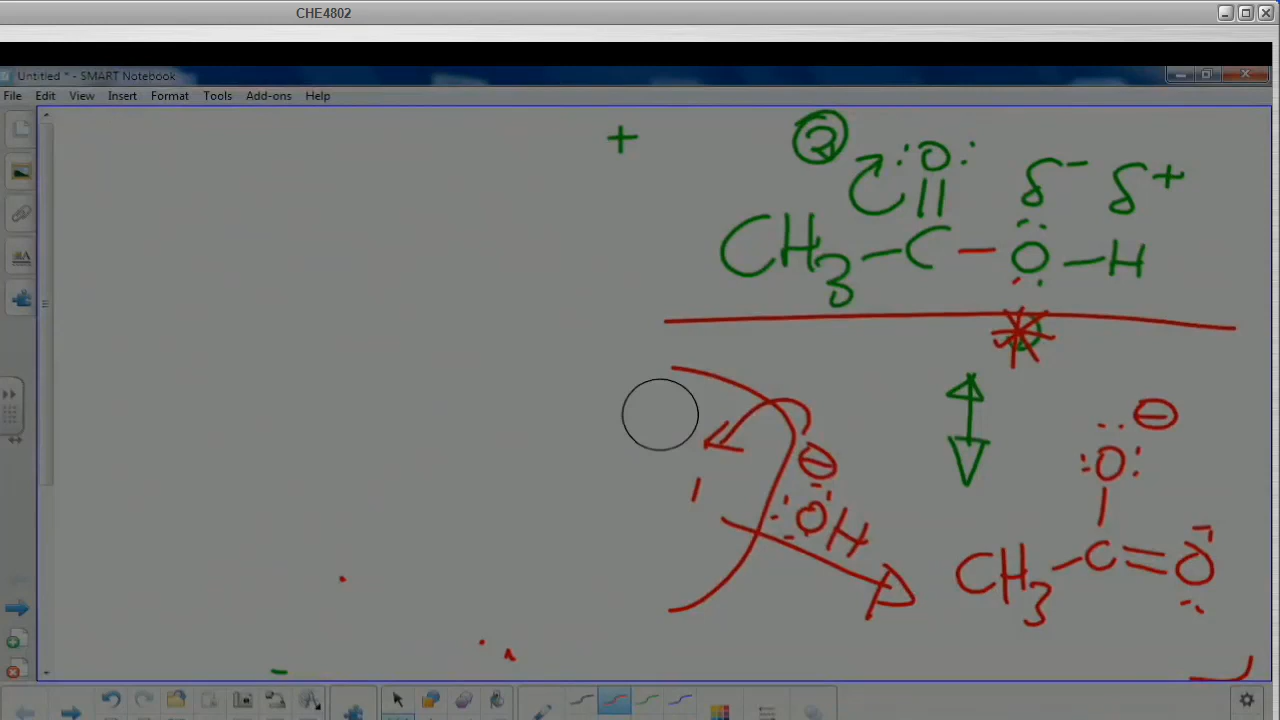 CHE4802
Untitled * - SMART Notebook
File Edit View Insert Format Tools Add-ons Help
+ 2 :O: δ- δ+
CH3-C-O-H
⊖ ⊖
:O:
:OH
CH3-C=O